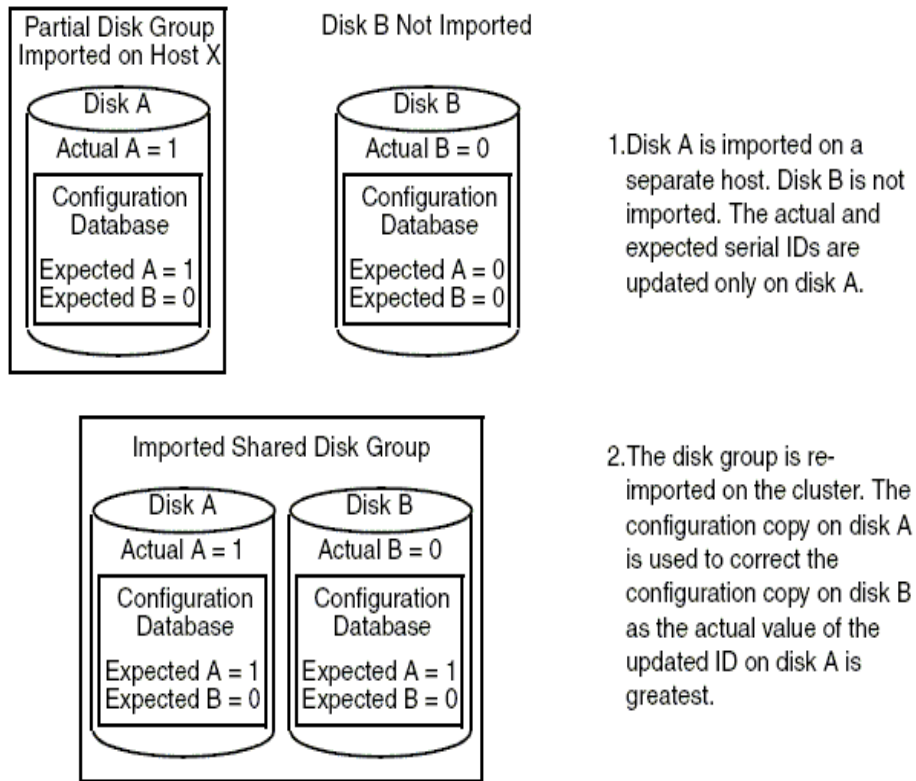 Partial Disk Group
Imported on Host X
Disk A
Actual A = 1
Configuration
Database
Expected A = 1
Expected B = 0
Disk B Not Imported
Disk B
Actual B = 0
Configuration
Database
Expected A = 0
Expected B = 0
1.Disk A is imported on a
separate host. Disk B is not
imported. The actual and
expected serial IDs are
updated only on disk A.
Imported Shared Disk Group
Disk A
Actual A = 1
Configuration
Database
Expected A = 1
Expected B = 0
Disk B
Actual B = 0
Configuration
Database
Expected A = 1
Expected B = 0
2.The disk group is re-
imported on the cluster. The
configuration copy on disk A
is used to correct the
configuration copy on disk B
as the actual value of the
updated ID on disk A is
greatest.